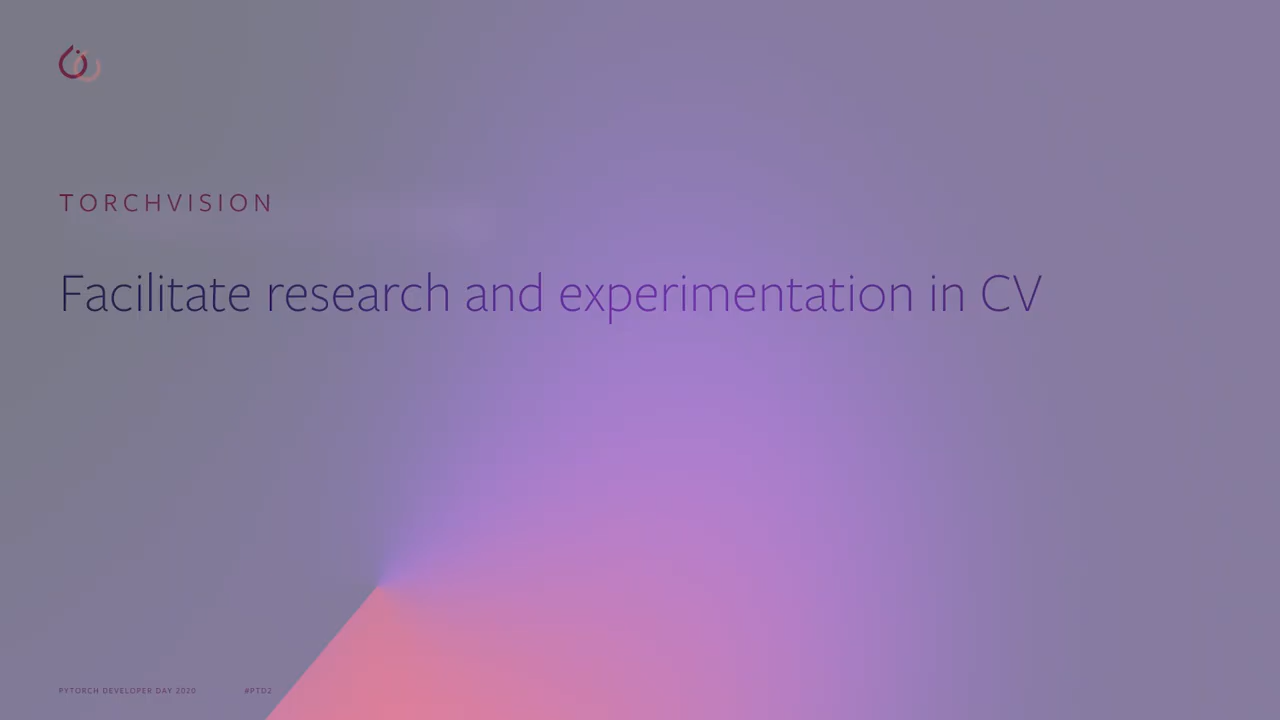 TORCHVISION
Facilitate research and experimentation in CV
PYTORCH DEVELOPER DAY 2020 #PTD2